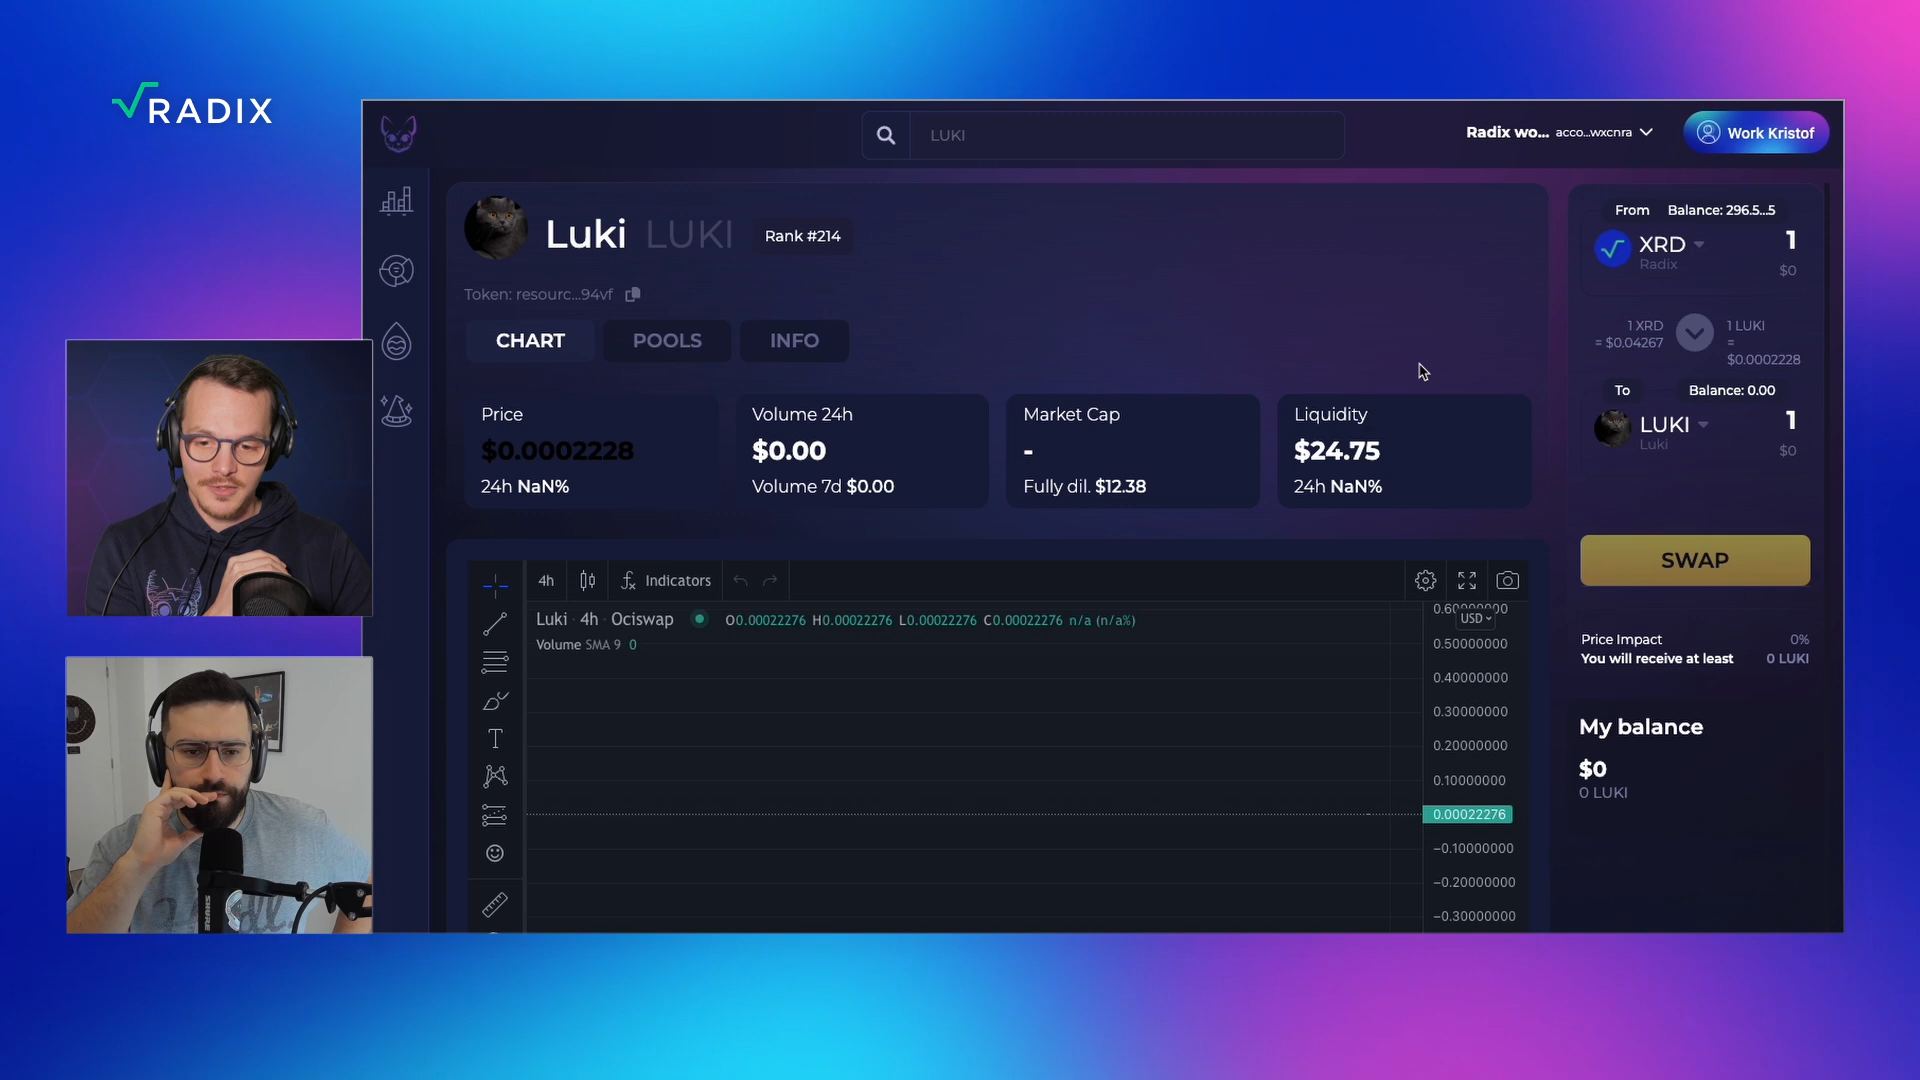 RADIX
LUKI
Radix wo... acco...wxcnra
Work Kristof
Luki LUKI Rank #214
Token: resourc...94vf
CHART POOLS INFO
Price
$0.0002228
24h NaN%
Volume 24h
$0.00
Volume 7d $0.00
Market Cap
-
Fully dil. $12.38
Liquidity
$24.75
24h NaN%
4h Indicators
Luki 4h Ociswap O0.00022276 H0.00022276 L0.00022276 C0.00022276 n/a (n/a%)
Volume SMA 9 0
USD
0.50000000
0.40000000
0.30000000
0.20000000
0.10000000
0.00022276
−0.10000000
−0.20000000
−0.30000000
From Balance: 296.5...5
XRD 1
Radix $0
1 XRD
= $0.04267
1 LUKI
=
$0.0002228
To Balance: 0.00
LUKI 1
Luki $0
SWAP
Price Impact 0%
You will receive at least 0 LUKI
My balance
$0
0 LUKI
SHURE